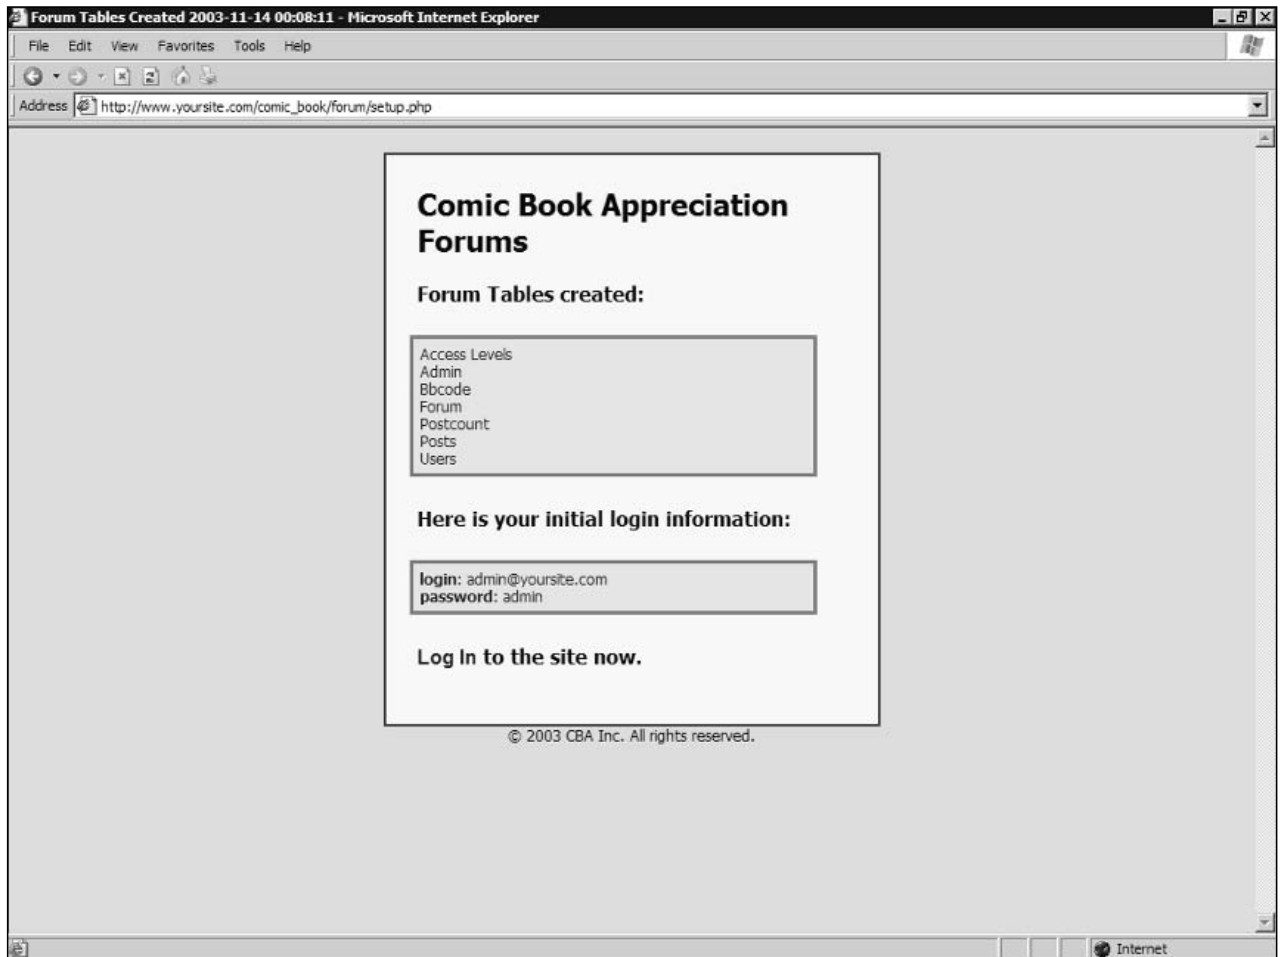 Forum Tables Created 2003-11-14 00:08:11 - Microsoft Internet Explorer
File Edit View Favorites Tools Help
Address http://www.yoursite.com/comic_book/forum/setup.php
Comic Book Appreciation
Forums
Forum Tables created:
Access Levels
Admin
Bbcode
Forum
Postcount
Posts
Users
Here is your initial login information:
login: admin@yoursite.com
password: admin
Log In to the site now.
© 2003 CBA Inc. All rights reserved.
Internet